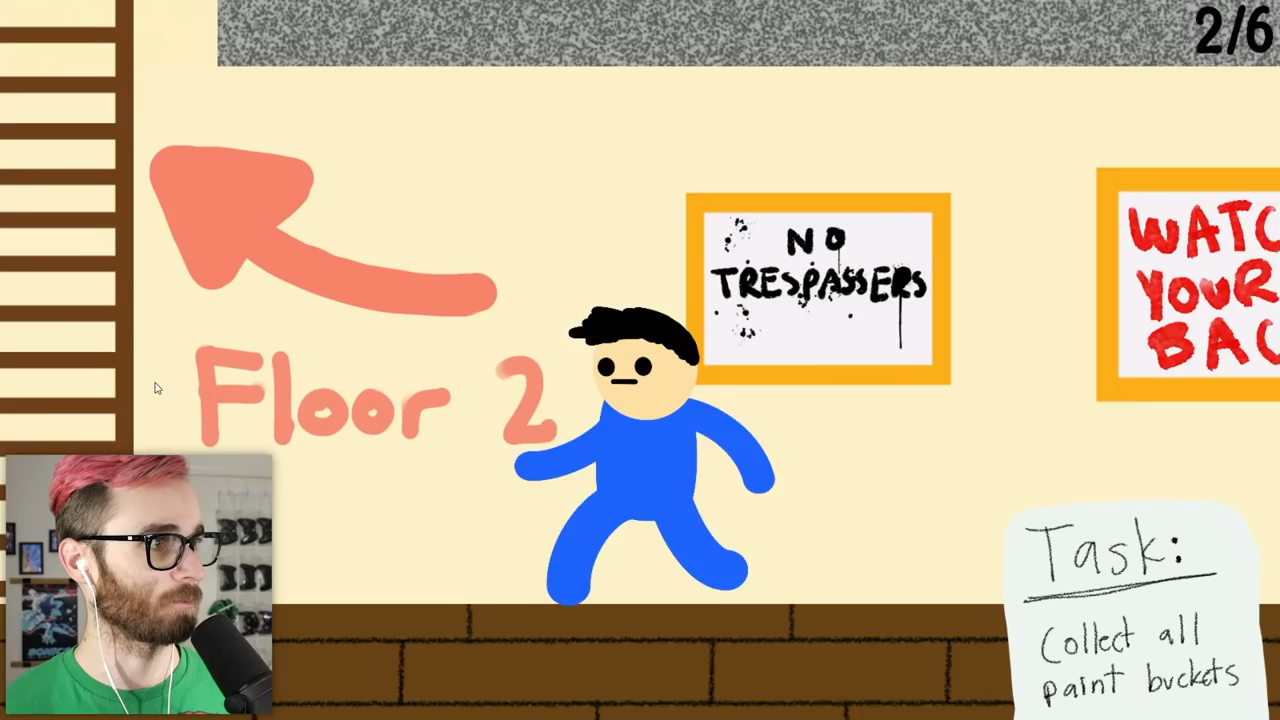 2/6
Floor 2
NO
TRESPASSERS
WATC
YOUR
BAC
Task:
Collect all
paint buckets